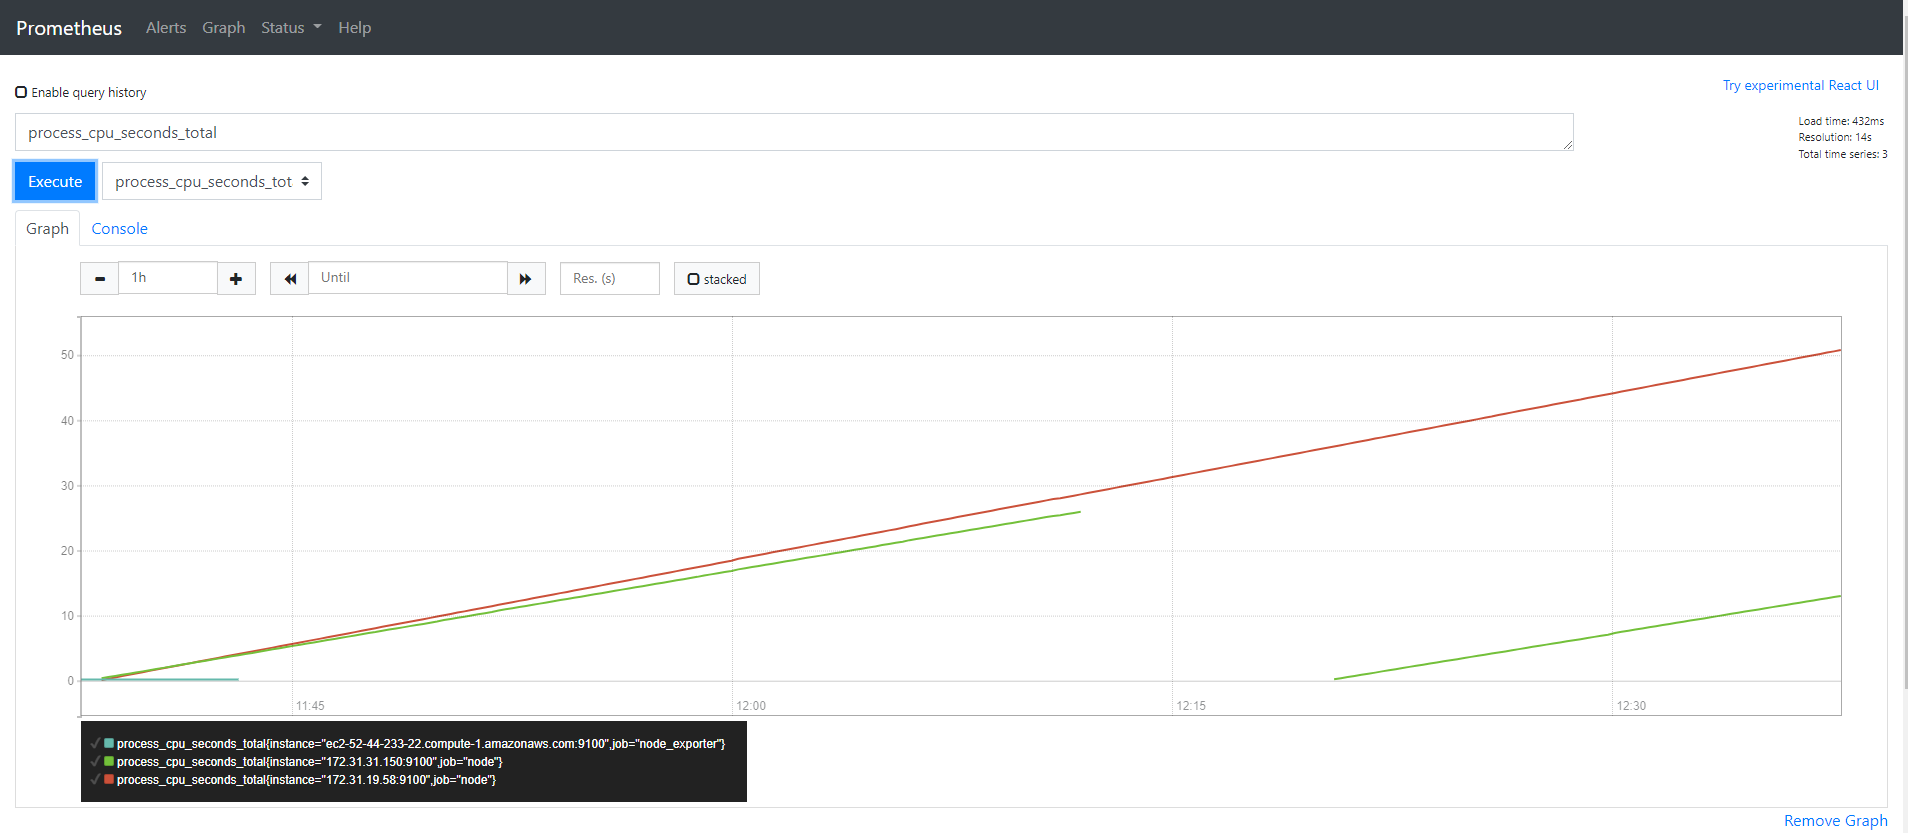 Prometheus Alerts Graph Status Help
Enable query history
Try experimental React UI
process_cpu_seconds_total
Load time: 432ms
Resolution: 14s
Total time series: 3
Execute process_cpu_seconds_tot
Graph Console
1h Until Res. (s) stacked
50
40
30
20
10
0
11:45 12:00 12:15 12:30
process_cpu_seconds_total{instance="ec2-52-44-233-22.compute-1.amazonaws.com:9100",job="node_exporter"}
process_cpu_seconds_total{instance="172.31.31.150:9100",job="node"}
process_cpu_seconds_total{instance="172.31.19.58:9100",job="node"}
Remove Graph